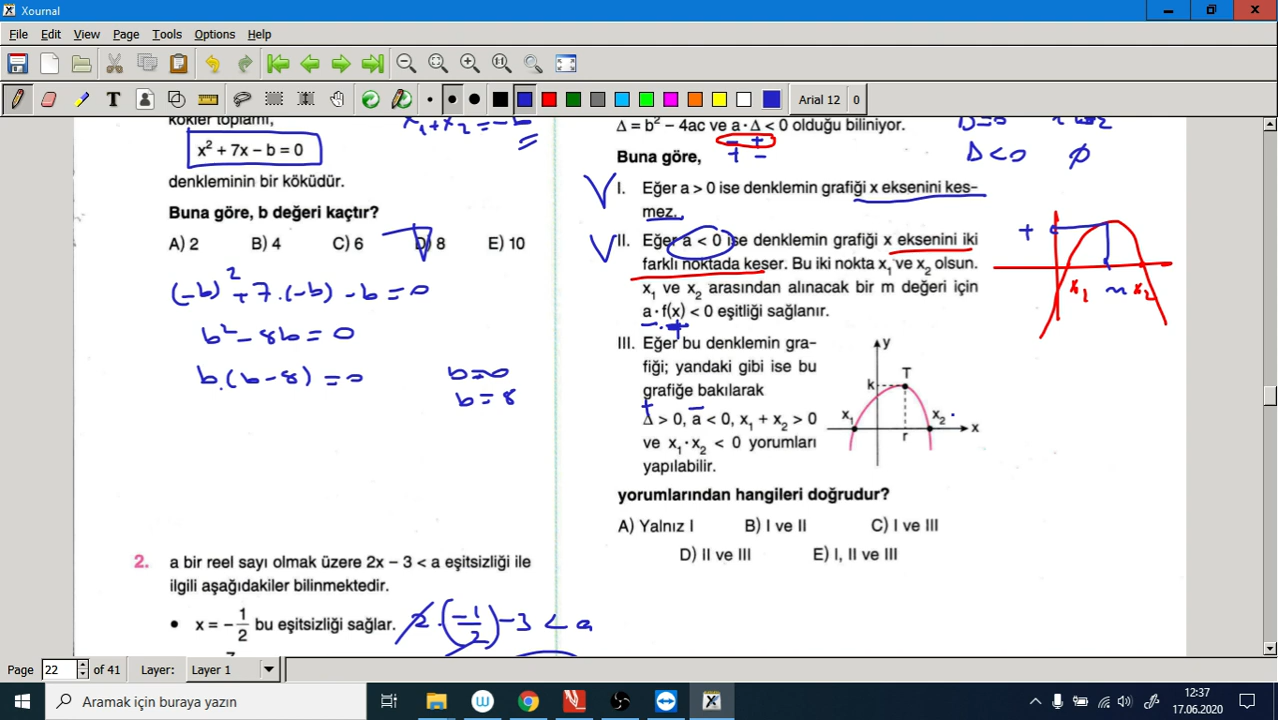 Xournal
File Edit View Page Tools Options Help
Arial 12 0
kökler toplamı,
x₁ + x₂ = -b
x² + 7x – b = 0
denkleminin bir köküdür.
Buna göre, b değeri kaçtır?
A) 2 B) 4 C) 6 D) 8 E) 10
(-b)² + 7.(-b) - b = 0
b² - 8b = 0
b.(b-8) = 0
b = 0
b = 8
2. a bir reel sayı olmak üzere 2x – 3 < a eşitsizliği ile
ilgili aşağıdakiler bilinmektedir.
• x = –1/2 bu eşitsizliği sağlar.
2.(-1/2) - 3 < a
Δ = b² – 4ac ve a · Δ < 0 olduğu biliniyor.
- +
+ -
Δ = 0
Δ < 0 ∅
Buna göre,
I. Eğer a > 0 ise denklemin grafiği x eksenini kes-
mez.
II. Eğer a < 0 ise denklemin grafiği x eksenini iki
farklı noktada keser. Bu iki nokta x₁ ve x₂ olsun.
x₁ ve x₂ arasından alınacak bir m değeri için
a · f(x) < 0 eşitliği sağlanır.
- +
+
x₁ m x₂
III. Eğer bu denklemin gra-
fiği; yandaki gibi ise bu
grafiğe bakılarak
+ -
Δ > 0, a < 0, x₁ + x₂ > 0
ve x₁·x₂ < 0 yorumları
yapılabilir.
y
T
k
x₁ x₂
r
x
yorumlarından hangileri doğrudur?
A) Yalnız I B) I ve II C) I ve III
D) II ve III E) I, II ve III
Page 22 of 41 Layer: Layer 1
Aramak için buraya yazın
12:37
17.06.2020